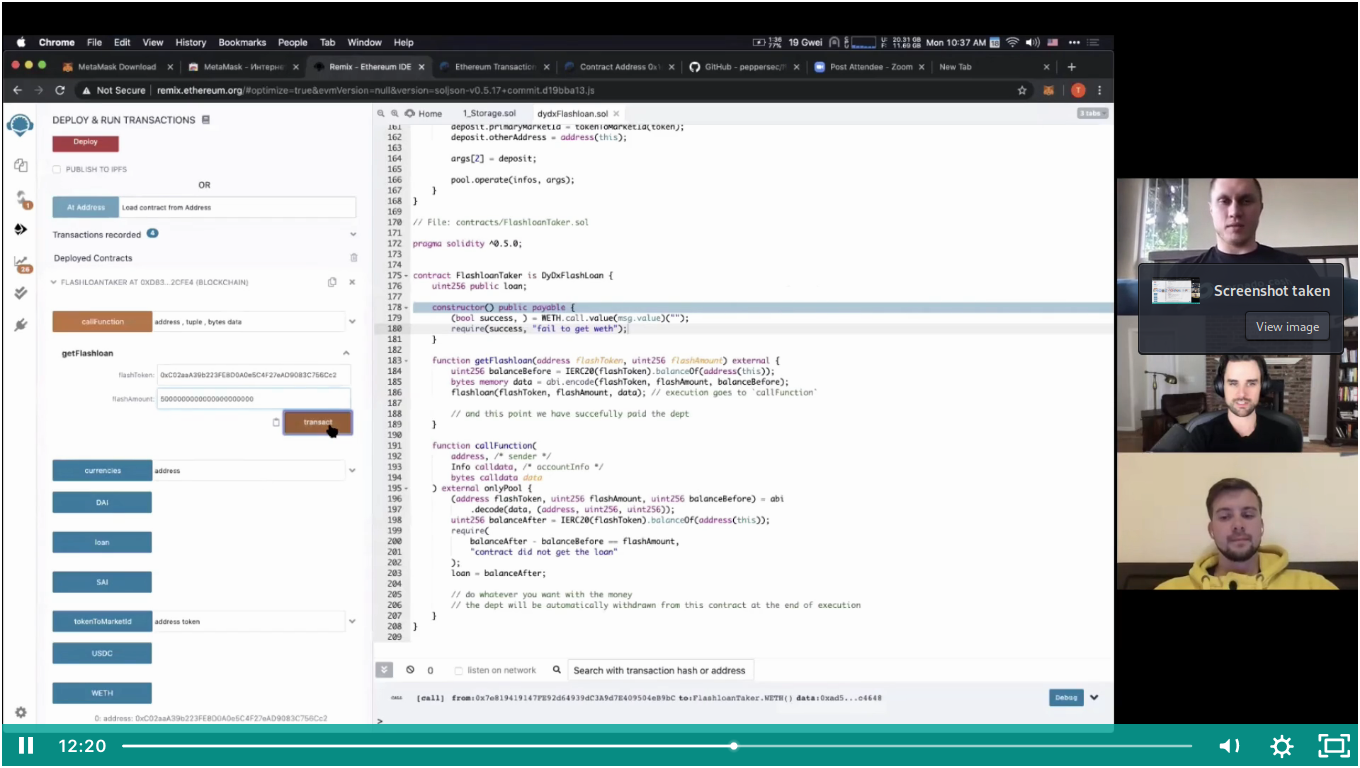 Chrome File Edit View History Bookmarks People Tab Window Help
1:36 77% 19 Gwei U: 20.31 GB F: 11.69 GB Mon 10:37 AM
MetaMask Download
MetaMask - Интерне
Remix - Ethereum IDE
Ethereum Transaction
Contract Address 0x
GitHub - peppersec/
Post Attendee - Zoom
New Tab
Not Secure remix.ethereum.org/#optimize=true&evmVersion=null&version=soljson-v0.5.17+commit.d19bba13.js
DEPLOY & RUN TRANSACTIONS
Deploy
PUBLISH TO IPFS
OR
At Address Load contract from Address
Transactions recorded 4
Deployed Contracts
FLASHLOANTAKER AT 0XD83...2CFE4 (BLOCKCHAIN)
callFunction address , tuple , bytes data
getFlashloan
flashToken: 0xC02aaA39b223FE8D0A0e5C4F27eAD9083C756Cc2
flashAmount:
transact
currencies address
DAI
loan
SAI
tokenToMarketId address token
USDC
WETH
0: address: 0xC02aaA39b223FE8D0A0e5C4F27eAD9083C756Cc2
Home 1_Storage.sol dydxFlashloan.sol 3 tabs
161 deposit.primaryMarketId = tokenToMarketId(token);
162 deposit.otherAddress = address(this);
163
164 args[2] = deposit;
165
166 pool.operate(infos, args);
167 }
168 }
169
170 // File: contracts/FlashloanTaker.sol
171
172 pragma solidity ^0.5.0;
173
174
175 contract FlashloanTaker is DyDxFlashLoan {
176 uint256 public loan;
177
178 constructor() public payable {
179 (bool success, ) = WETH.call.value(msg.value)("");
180 require(success, "fail to get weth");
181 }
182
183 function getFlashloan(address flashToken, uint256 flashAmount) external {
184 uint256 balanceBefore = IERC20(flashToken).balanceOf(address(this));
185 bytes memory data = abi.encode(flashToken, flashAmount, balanceBefore);
186 flashloan(flashToken, flashAmount, data); // execution goes to `callFunction`
187
188 // and this point we have succefully paid the dept
189 }
190
191 function callFunction(
192 address, /* sender */
193 Info calldata, /* accountInfo */
194 bytes calldata data
195 ) external onlyPool {
196 (address flashToken, uint256 flashAmount, uint256 balanceBefore) = abi
197 .decode(data, (address, uint256, uint256));
198 uint256 balanceAfter = IERC20(flashToken).balanceOf(address(this));
199 require(
200 balanceAfter - balanceBefore == flashAmount,
201 "contract did not get the loan"
202 );
203 loan = balanceAfter;
204
205 // do whatever you want with the money
206 // the dept will be automatically withdrawn from this contract at the end of execution
207 }
208 }
209
0 listen on network Search with transaction hash or address
CALL [call] from:0x7e819419147FE92d64939dC3A9d7E409504eB9bC to:FlashloanTaker.WETH() data:0xad5...c4648 Debug
>
Screenshot taken
View image
12:20